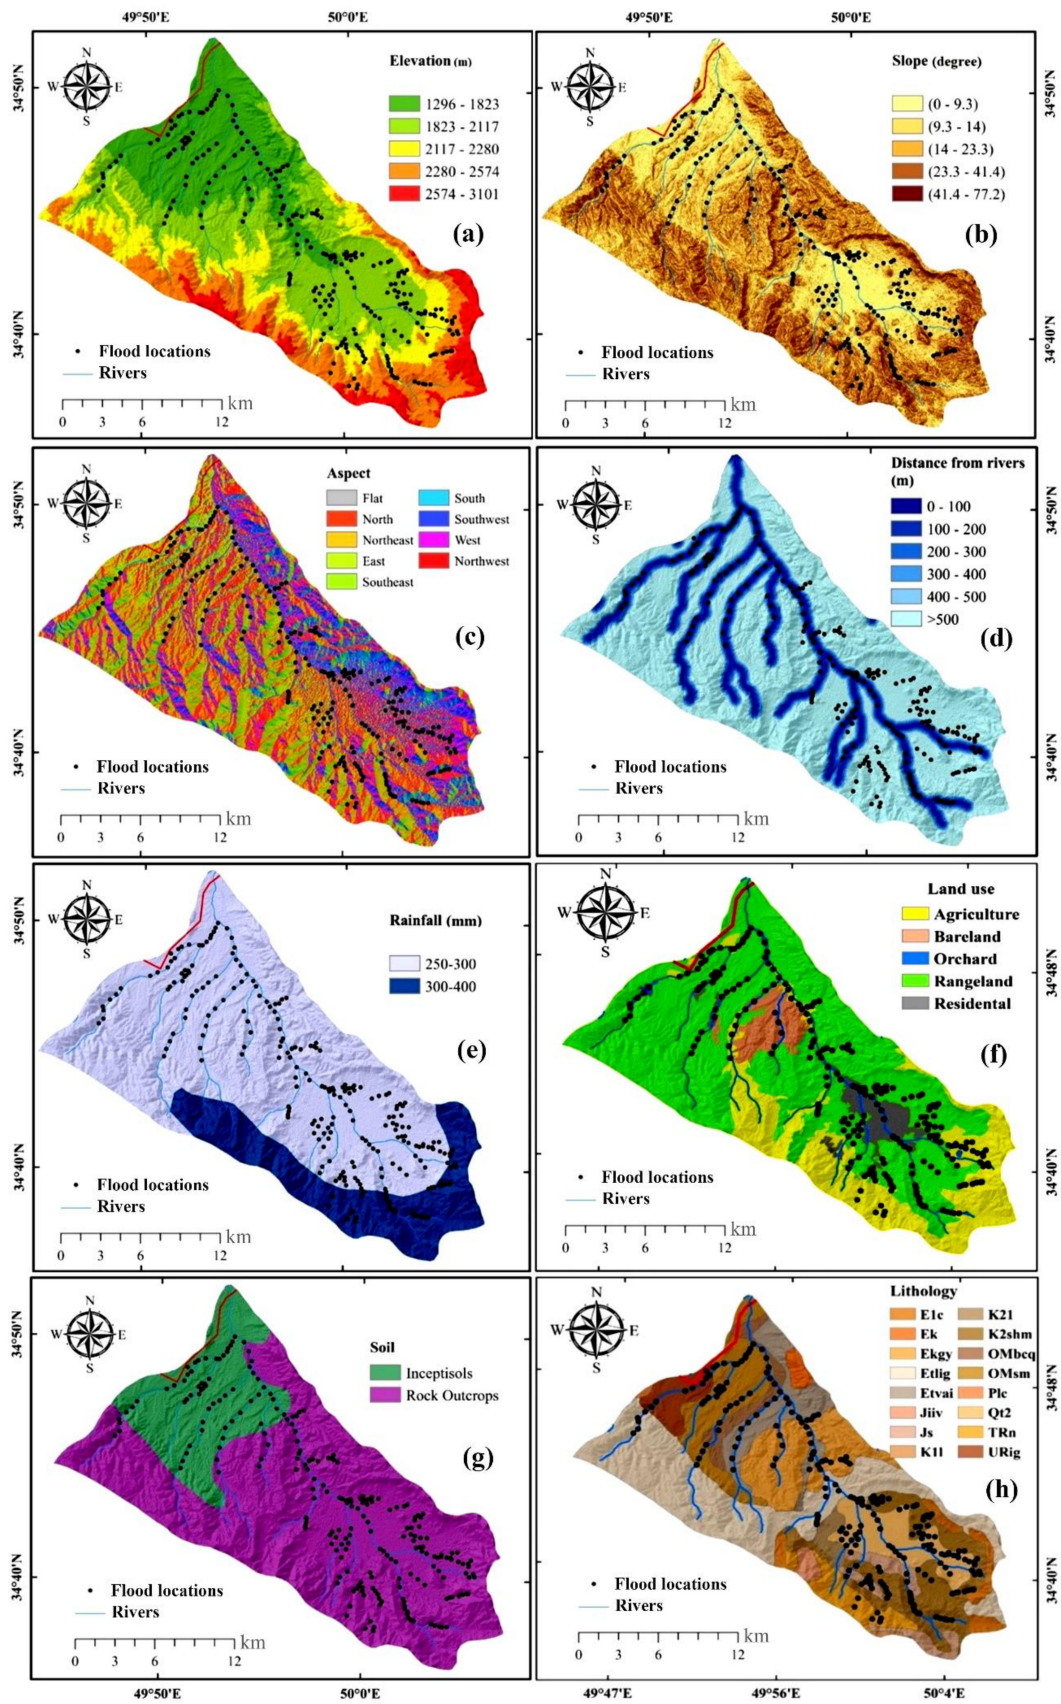 49°50'E 50°0'E 49°50'E 50°0'E
34°50'N
34°40'N
N
W E
S
Elevation (m)
1296 - 1823
1823 - 2117
2117 - 2280
2280 - 2574
2574 - 3101
(a)
Flood locations
Rivers
km
0 3 6 12
N
W E
S
Slope (degree)
(0 - 9.3)
(9.3 - 14)
(14 - 23.3)
(23.3 - 41.4)
(41.4 - 77.2)
(b)
Flood locations
Rivers
km
0 3 6 12
34°50'N
34°40'N
34°50'N
34°40'N
N
W E
S
Aspect
Flat
North
Northeast
East
Southeast
South
Southwest
West
Northwest
(c)
Flood locations
Rivers
km
0 3 6 12
N
W E
S
Distance from rivers
(m)
0 - 100
100 - 200
200 - 300
300 - 400
400 - 500
>500
(d)
Flood locations
Rivers
km
0 3 6 12
34°50'N
34°40'N
34°50'N
34°40'N
N
W E
S
Rainfall (mm)
250-300
300-400
(e)
Flood locations
Rivers
km
0 3 6 12
N
W E
S
Land use
Agriculture
Bareland
Orchard
Rangeland
Residental
(f)
Flood locations
Rivers
km
0 3 6 12
34°48'N
34°40'N
34°50'N
34°40'N
N
W E
S
Soil
Inceptisols
Rock Outcrops
(g)
Flood locations
Rivers
km
0 3 6 12
N
W E
S
Lithology
E1c
Ek
Ekgy
Etlig
Etvai
Jiiv
Js
K1l
K21
K2shm
OMbcq
OMsm
Plc
Qt2
TRn
URig
(h)
Flood locations
Rivers
km
0 3 6 12
34°48'N
34°40'N
49°50'E 50°0'E 49°47'E 49°56'E 50°4'E